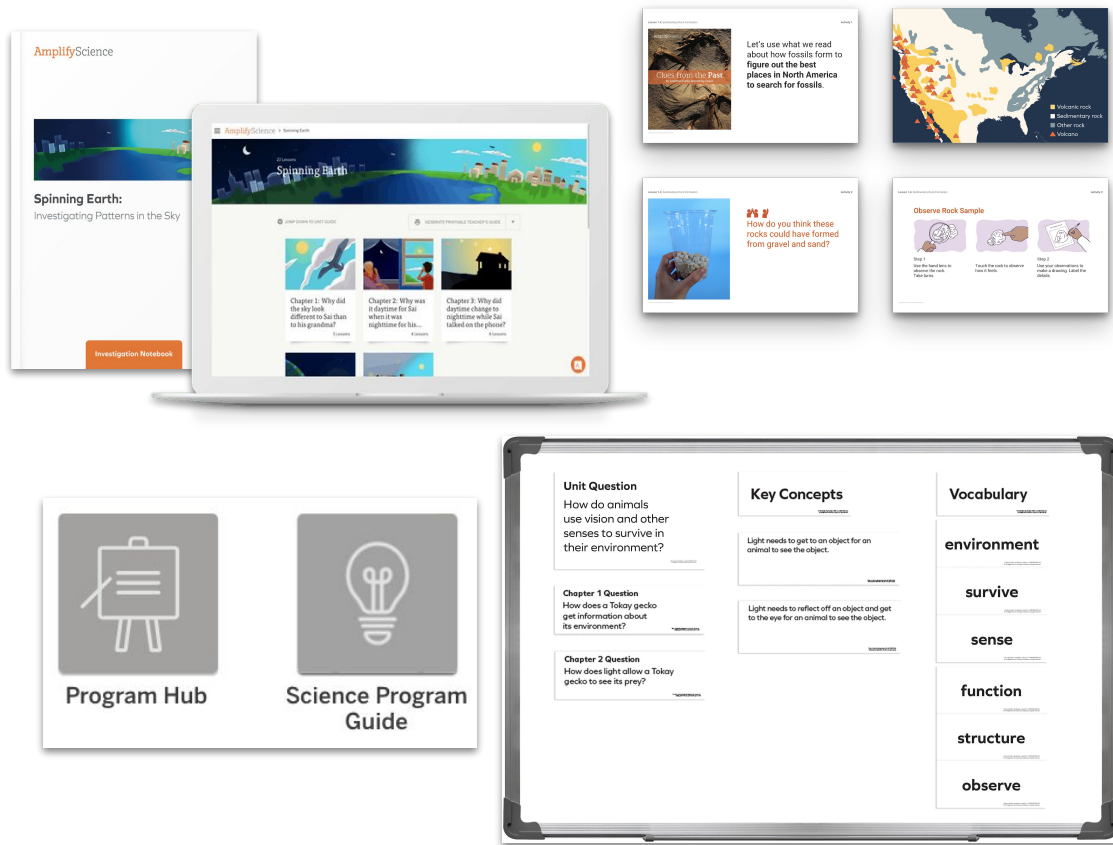 AmplifyScience
Spinning Earth:
Investigating Patterns in the Sky
Investigation Notebook
AmplifyScience > Spinning Earth
22 Lessons
Spinning Earth
JUMP DOWN TO UNIT GUIDE
GENERATE PRINTABLE TEACHER'S GUIDE
Chapter 1: Why did
the sky look
different to Sai than
to his grandma?
5 Lessons
Chapter 2: Why was
it daytime for Sai
when it was
nighttime for his...
4 Lessons
Chapter 3: Why did
daytime change to
nighttime while Sai
talked on the phone?
Activity 1
AmplifyScience
Clues from the Past
Let's use what we read
about how fossils form to
figure out the best
places in North America
to search for fossils.
Volcanic rock
Sedimentary rock
Other rock
Volcano
Activity 2
How do you think these
rocks could have formed
from gravel and sand?
Activity 2
Observe Rock Sample
Step 1
Use the hand lens to
observe the rock.
Take turns.
Touch the rock to observe
how it feels.
Step 2
Use your observations to
make a drawing. Label the
details.
Program Hub
Science Program
Guide
Unit Question
How do animals
use vision and other
senses to survive in
their environment?
Chapter 1 Question
How does a Tokay gecko
get information about
its environment?
Chapter 2 Question
How does light allow a Tokay
gecko to see its prey?
Key Concepts
Light needs to get to an object for an
animal to see the object.
Light needs to reflect off an object and get
to the eye for an animal to see the object.
Vocabulary
environment
survive
sense
function
structure
observe